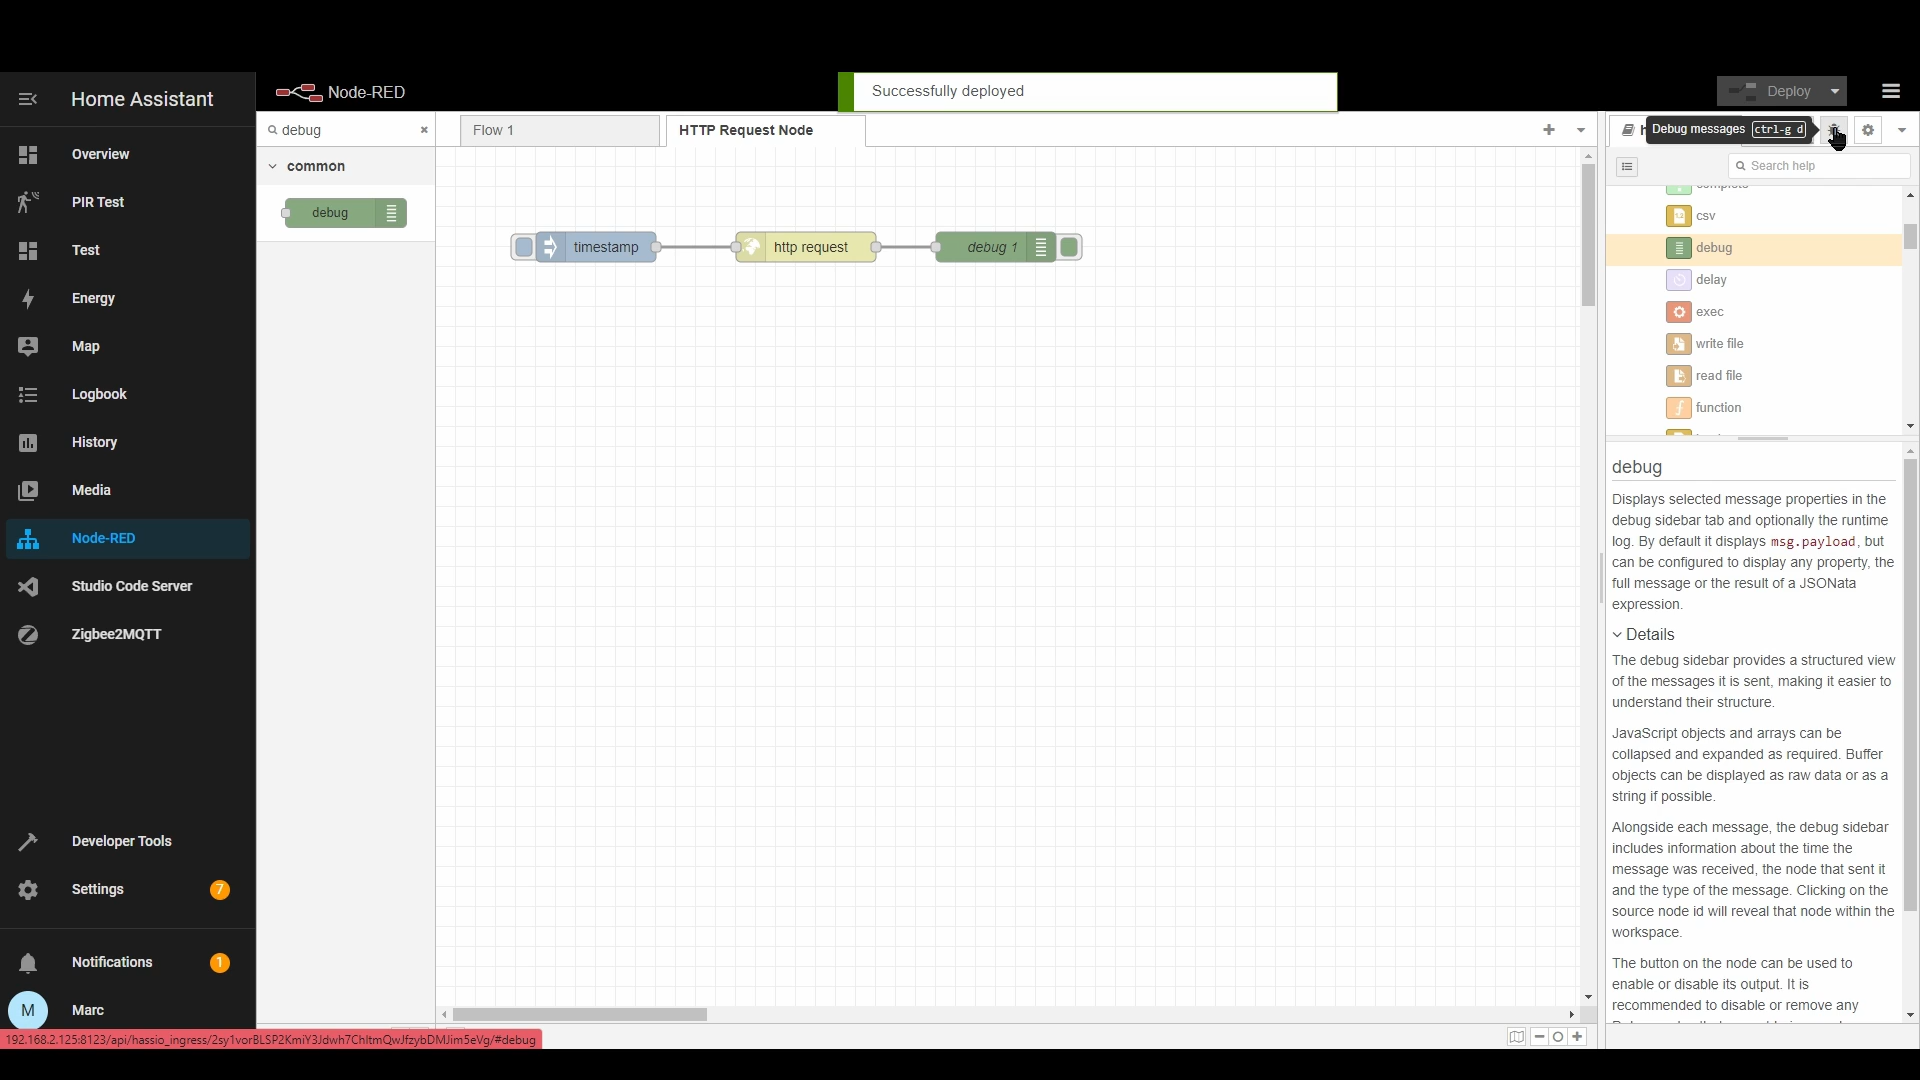 Home Assistant
Node-RED
Successfully deployed
Deploy
debug
Flow 1
HTTP Request Node
Debug messages ctrl-g d
common
Search help
debug
timestamp
http request
debug 1
Overview
PIR Test
Test
Energy
Map
Logbook
History
Media
Node-RED
Studio Code Server
Zigbee2MQTT
Developer Tools
Settings
7
Notifications
1
M
Marc
csv
debug
delay
exec
write file
read file
function
debug
Displays selected message properties in the
debug sidebar tab and optionally the runtime
log. By default it displays msg.payload, but
can be configured to display any property, the
full message or the result of a JSONata
expression.
Details
The debug sidebar provides a structured view
of the messages it is sent, making it easier to
understand their structure.
JavaScript objects and arrays can be
collapsed and expanded as required. Buffer
objects can be displayed as raw data or as a
string if possible.
Alongside each message, the debug sidebar
includes information about the time the
message was received, the node that sent it
and the type of the message. Clicking on the
source node id will reveal that node within the
workspace.
The button on the node can be used to
enable or disable its output. It is
recommended to disable or remove any
192.168.2.125:8123/api/hassio_ingress/2sy1vorBLSP2KmiY3Jdwh7ChltmQwJfzybDMJim5eVg/#debug